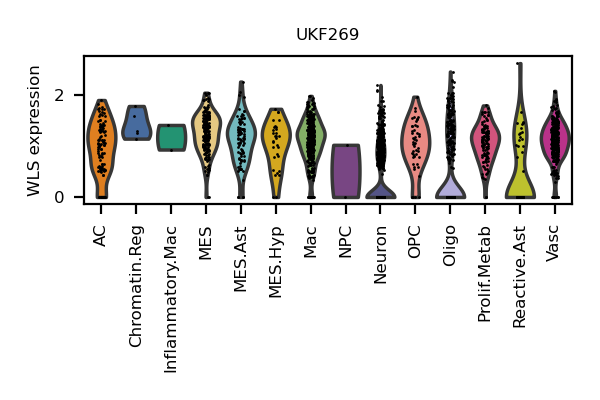 UKF269
WLS expression
2
0
AC
Chromatin.Reg
Inflammatory.Mac
MES
MES.Ast
MES.Hyp
Mac
NPC
Neuron
OPC
Oligo
Prolif.Metab
Reactive.Ast
Vasc